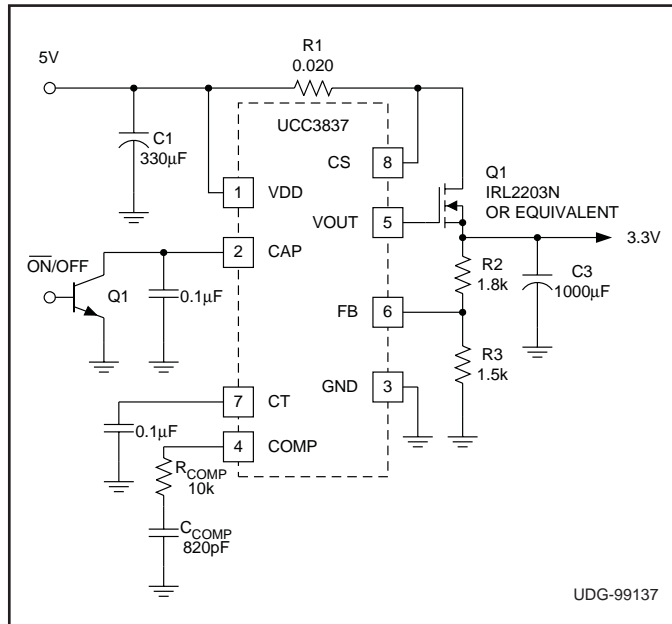 5V
R1
0.020
UCC3837
C1
330µF
CS
8
Q1
IRL2203N
OR EQUIVALENT
1
VDD
VOUT
5
3.3V
ON/OFF
2
CAP
R2
1.8k
C3
1000µF
Q1
0.1µF
FB
6
R3
1.5k
GND
3
7
CT
0.1µF
4
COMP
RCOMP
10k
CCOMP
820pF
UDG-99137